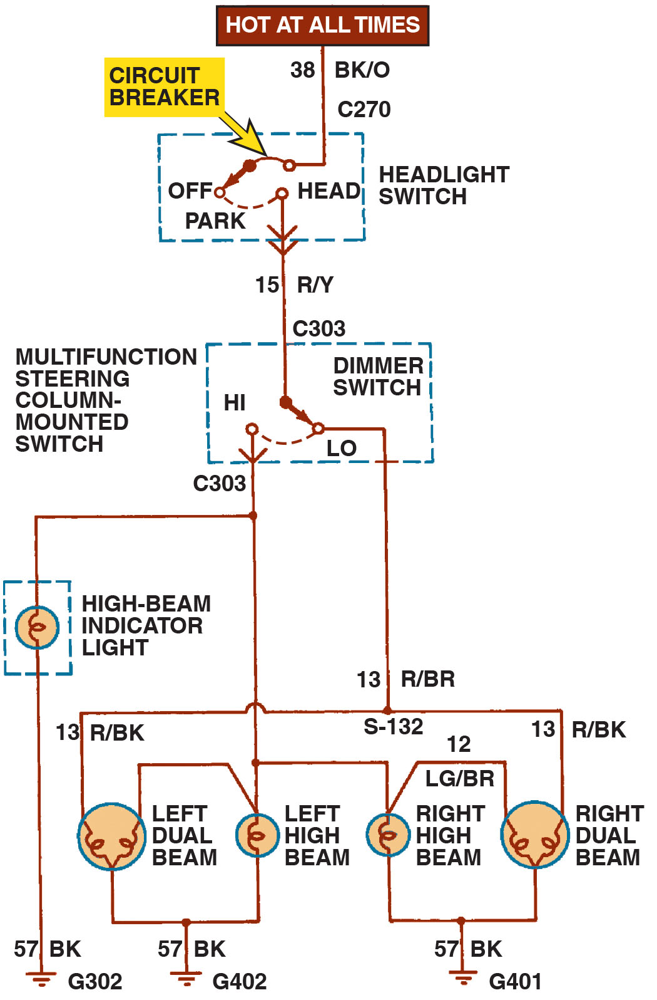 HOT AT ALL TIMES
38 BK/O
CIRCUIT
BREAKER
C270
HEADLIGHT
SWITCH
OFF
HEAD
PARK
15 R/Y
C303
MULTIFUNCTION
STEERING
COLUMN-
MOUNTED
SWITCH
DIMMER
SWITCH
HI
LO
C303
HIGH-BEAM
INDICATOR
LIGHT
13 R/BR
S-132
13 R/BK
13 R/BK
12
LG/BR
LEFT
DUAL
BEAM
LEFT
HIGH
BEAM
RIGHT
HIGH
BEAM
RIGHT
DUAL
BEAM
57 BK
G302
57 BK
G402
57 BK
G401